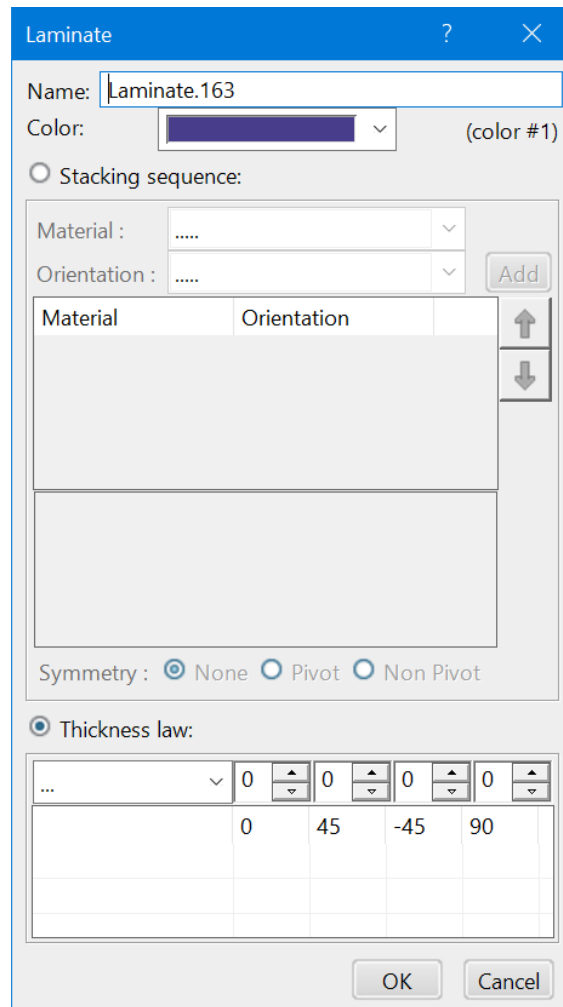 Laminate ?
Name: Laminate.163
Color: (color #1)
Stacking sequence:
Material : .....
Orientation : ..... Add
Material Orientation
Symmetry : None Pivot Non Pivot
Thickness law:
... 0 0 0 0
0 45 -45 90
OK Cancel